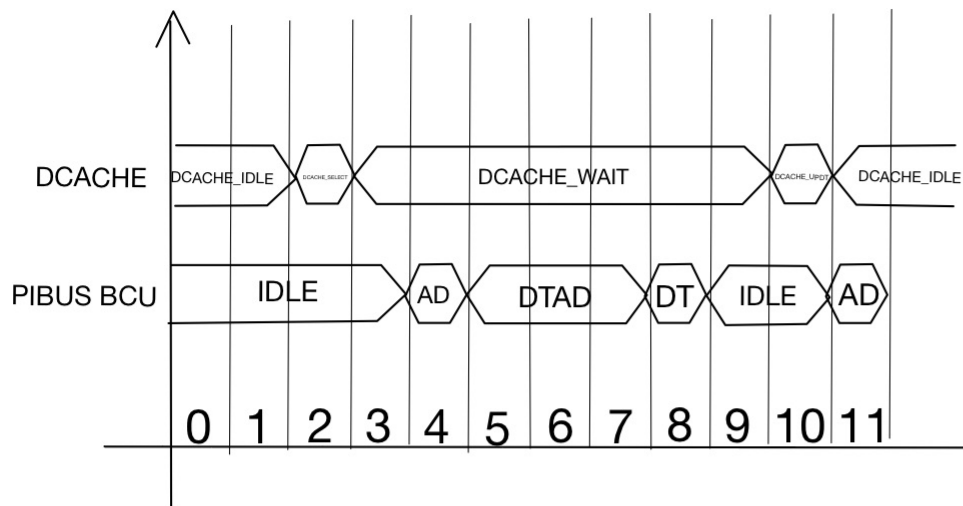 DCACHE DCACHE_IDLE DCACHE_SELECT DCACHE_WAIT DCACHE_UPDT DCACHE_IDLE
PIBUS BCU IDLE AD DTAD DT IDLE AD
0 1 2 3 4 5 6 7 8 9 10 11